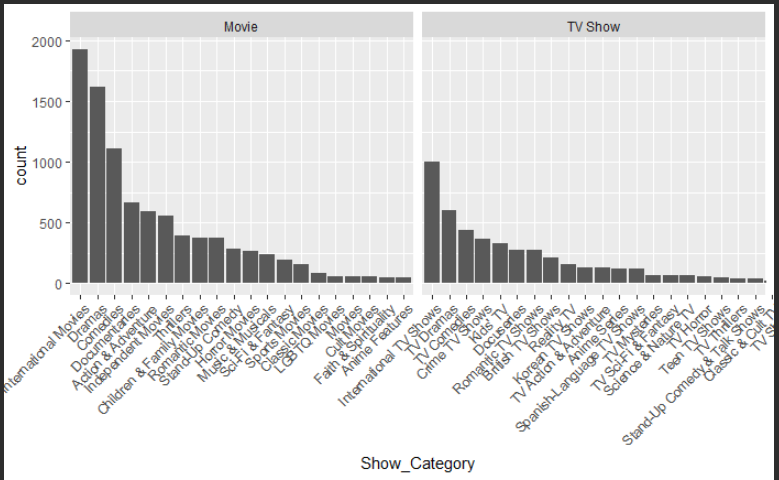 Movie
TV Show
2000
1500
1000
500
0
count
International Movies
Dramas
Comedies
Documentaries
Action & Adventure
Independent Movies
Thrillers
Children & Family Movies
Romantic Movies
Stand-Up Comedy
Horror Movies
Music & Musicals
Sci-Fi & Fantasy
Sports Movies
Classic Movies
LGBTQ Movies
Movies
Cult Movies
Faith & Spirituality
Anime Features
International TV Shows
TV Dramas
TV Comedies
Crime TV Shows
Kids' TV
Docuseries
Romantic TV Shows
British TV Shows
Reality TV
Korean TV Shows
TV Action & Adventure
Anime Series
Spanish-Language TV Shows
TV Mysteries
TV Sci-Fi & Fantasy
Science & Nature TV
TV Horror
Teen TV Shows
TV Thrillers
Stand-Up Comedy & Talk Shows
Classic & Cult T
TV S
Show_Category